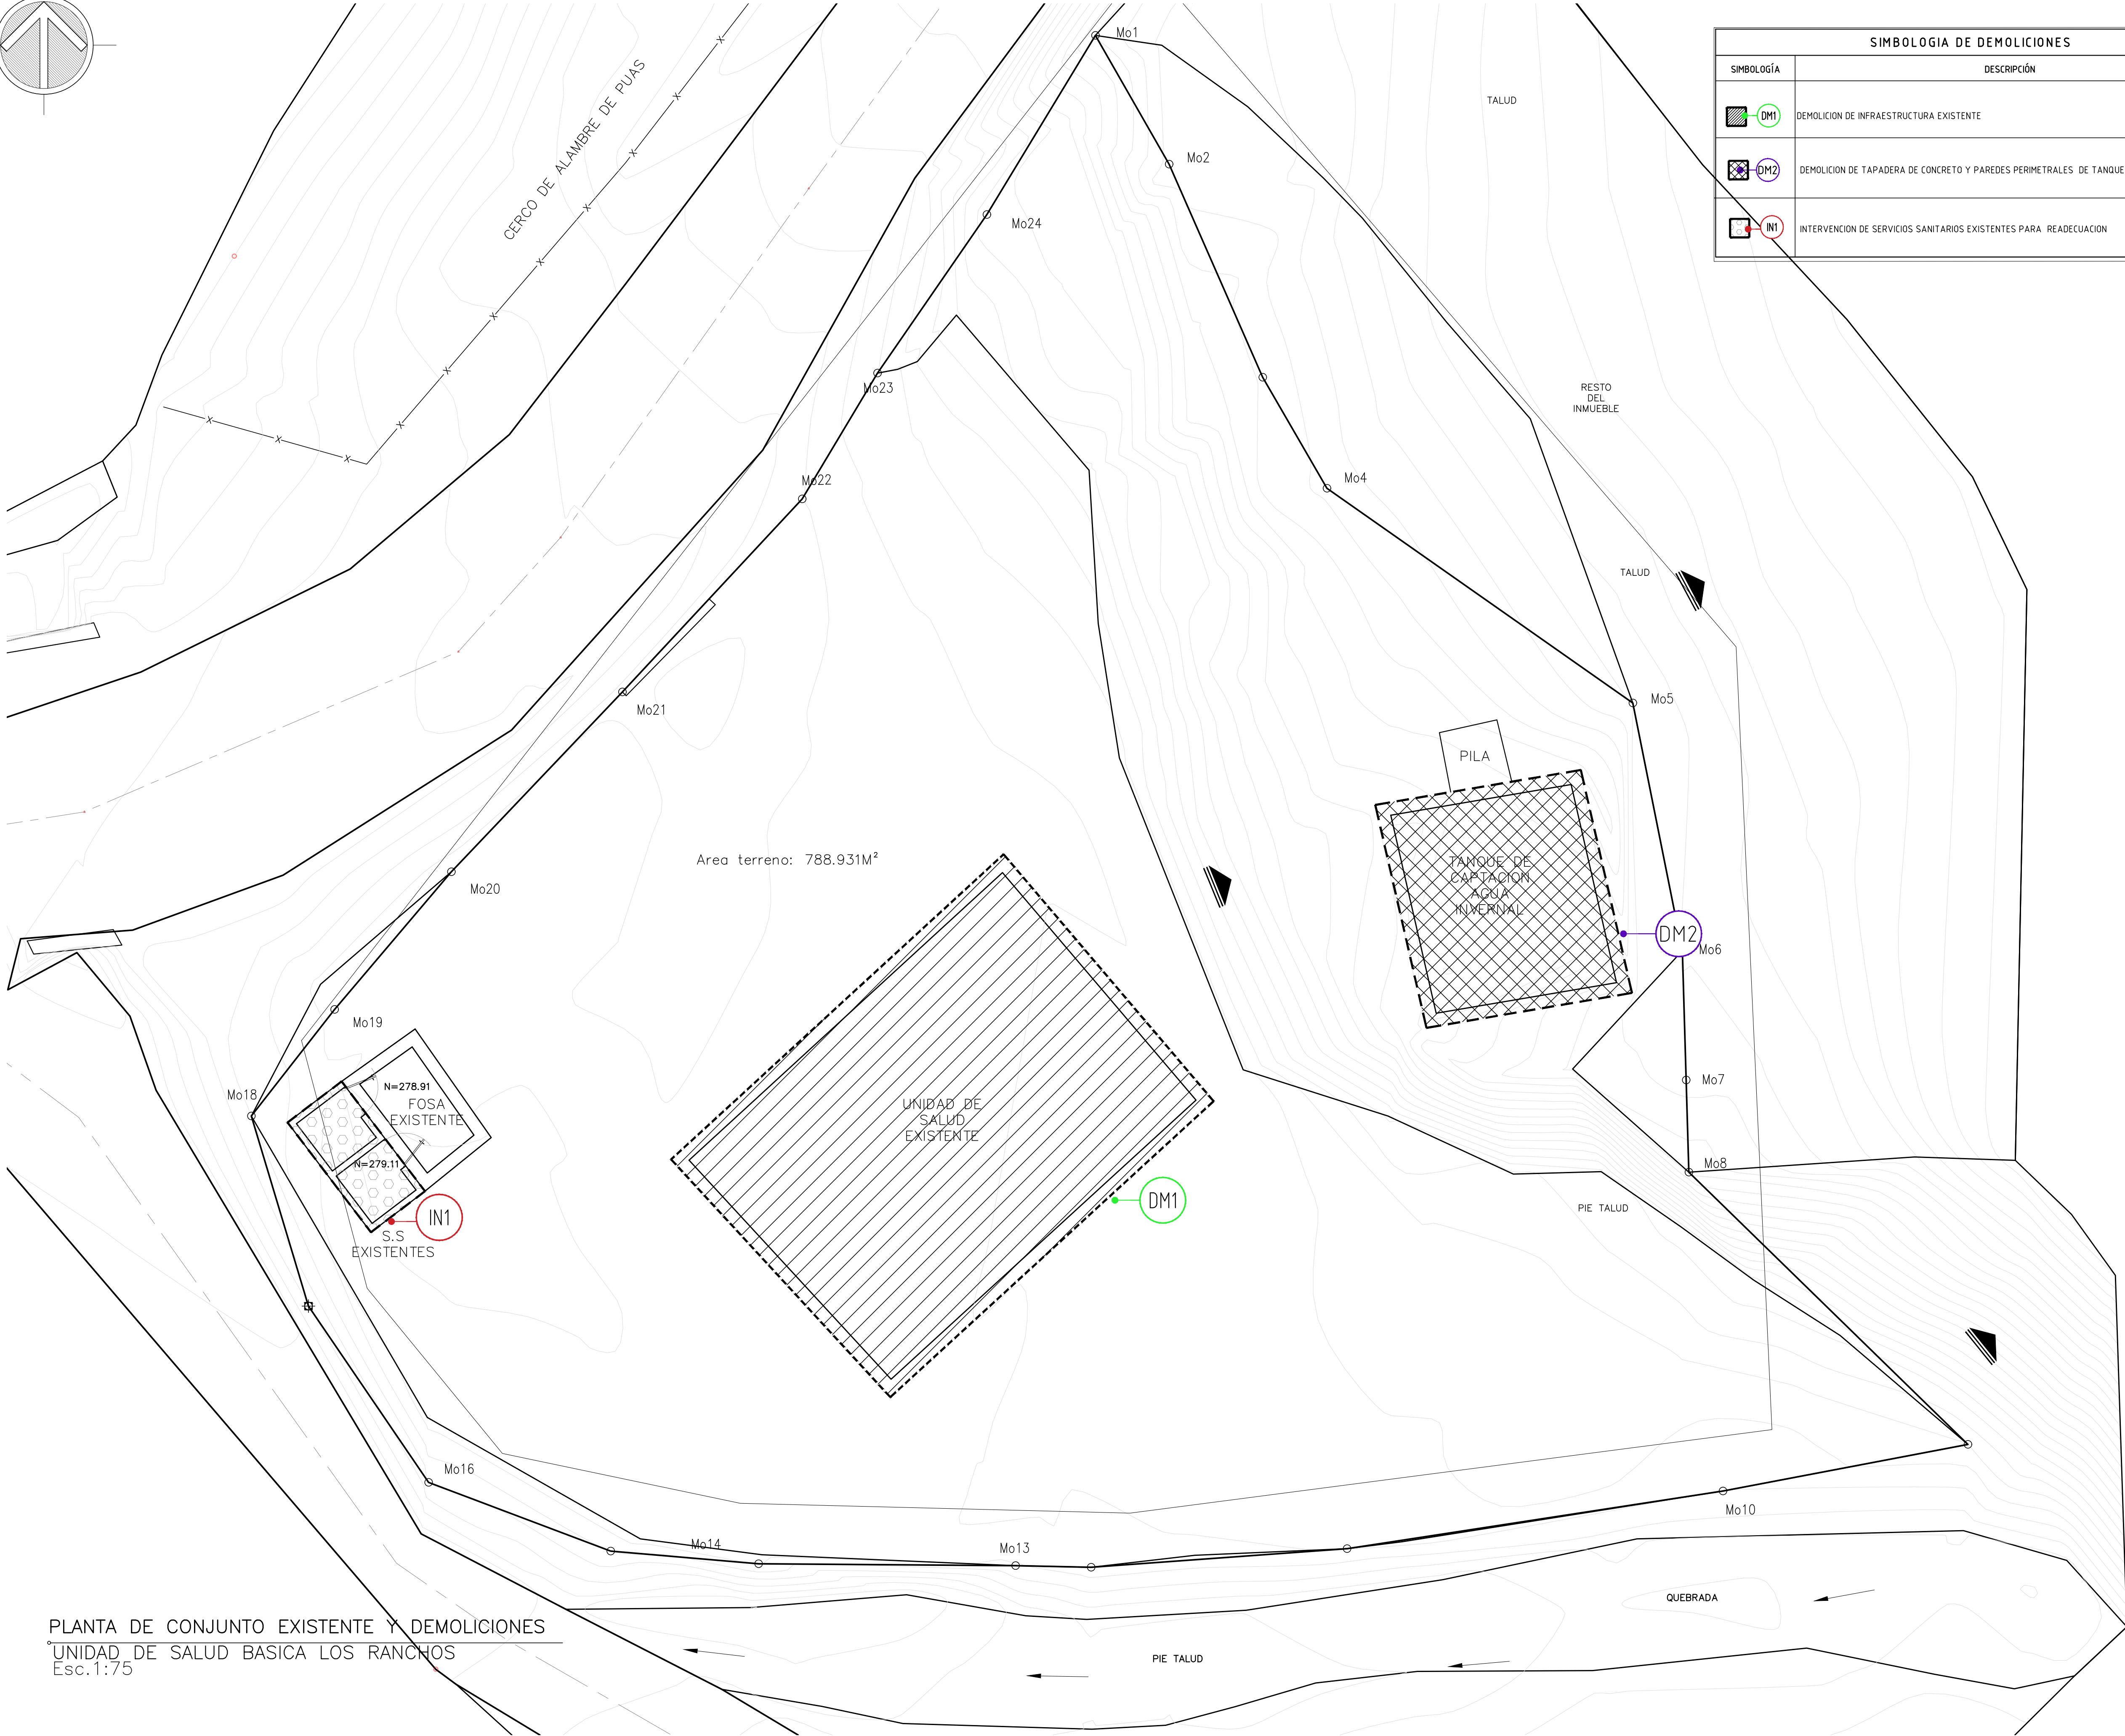 SIMBOLOGIA DE DEMOLICIONES
SIMBOLOGÍA
DESCRIPCIÓN
DM1
DEMOLICION DE INFRAESTRUCTURA EXISTENTE
DM2
DEMOLICION DE TAPADERA DE CONCRETO Y PAREDES PERIMETRALES DE TANQUE
IN1
INTERVENCION DE SERVICIOS SANITARIOS EXISTENTES PARA READECUACION
CERCO DE ALAMBRE DE PUAS
Mo1
TALUD
Mo2
Mo24
Mo23
RESTO
DEL
INMUEBLE
Mo4
Mo22
TALUD
Mo5
Mo21
PILA
Area terreno: 788.931M²
TANQUE DE
CAPTACION
AGUA
INVERNAL
Mo20
DM2
Mo6
Mo19
Mo7
Mo18
N=278.91
FOSA
EXISTENTE
UNIDAD DE
SALUD
EXISTENTE
N=279.11
Mo8
DM1
IN1
PIE TALUD
S.S
EXISTENTES
Mo16
Mo10
Mo14
Mo13
QUEBRADA
PIE TALUD
PLANTA DE CONJUNTO EXISTENTE Y DEMOLICIONES
UNIDAD DE SALUD BASICA LOS RANCHOS
Esc.1:75
X X X X X X X X X X X X